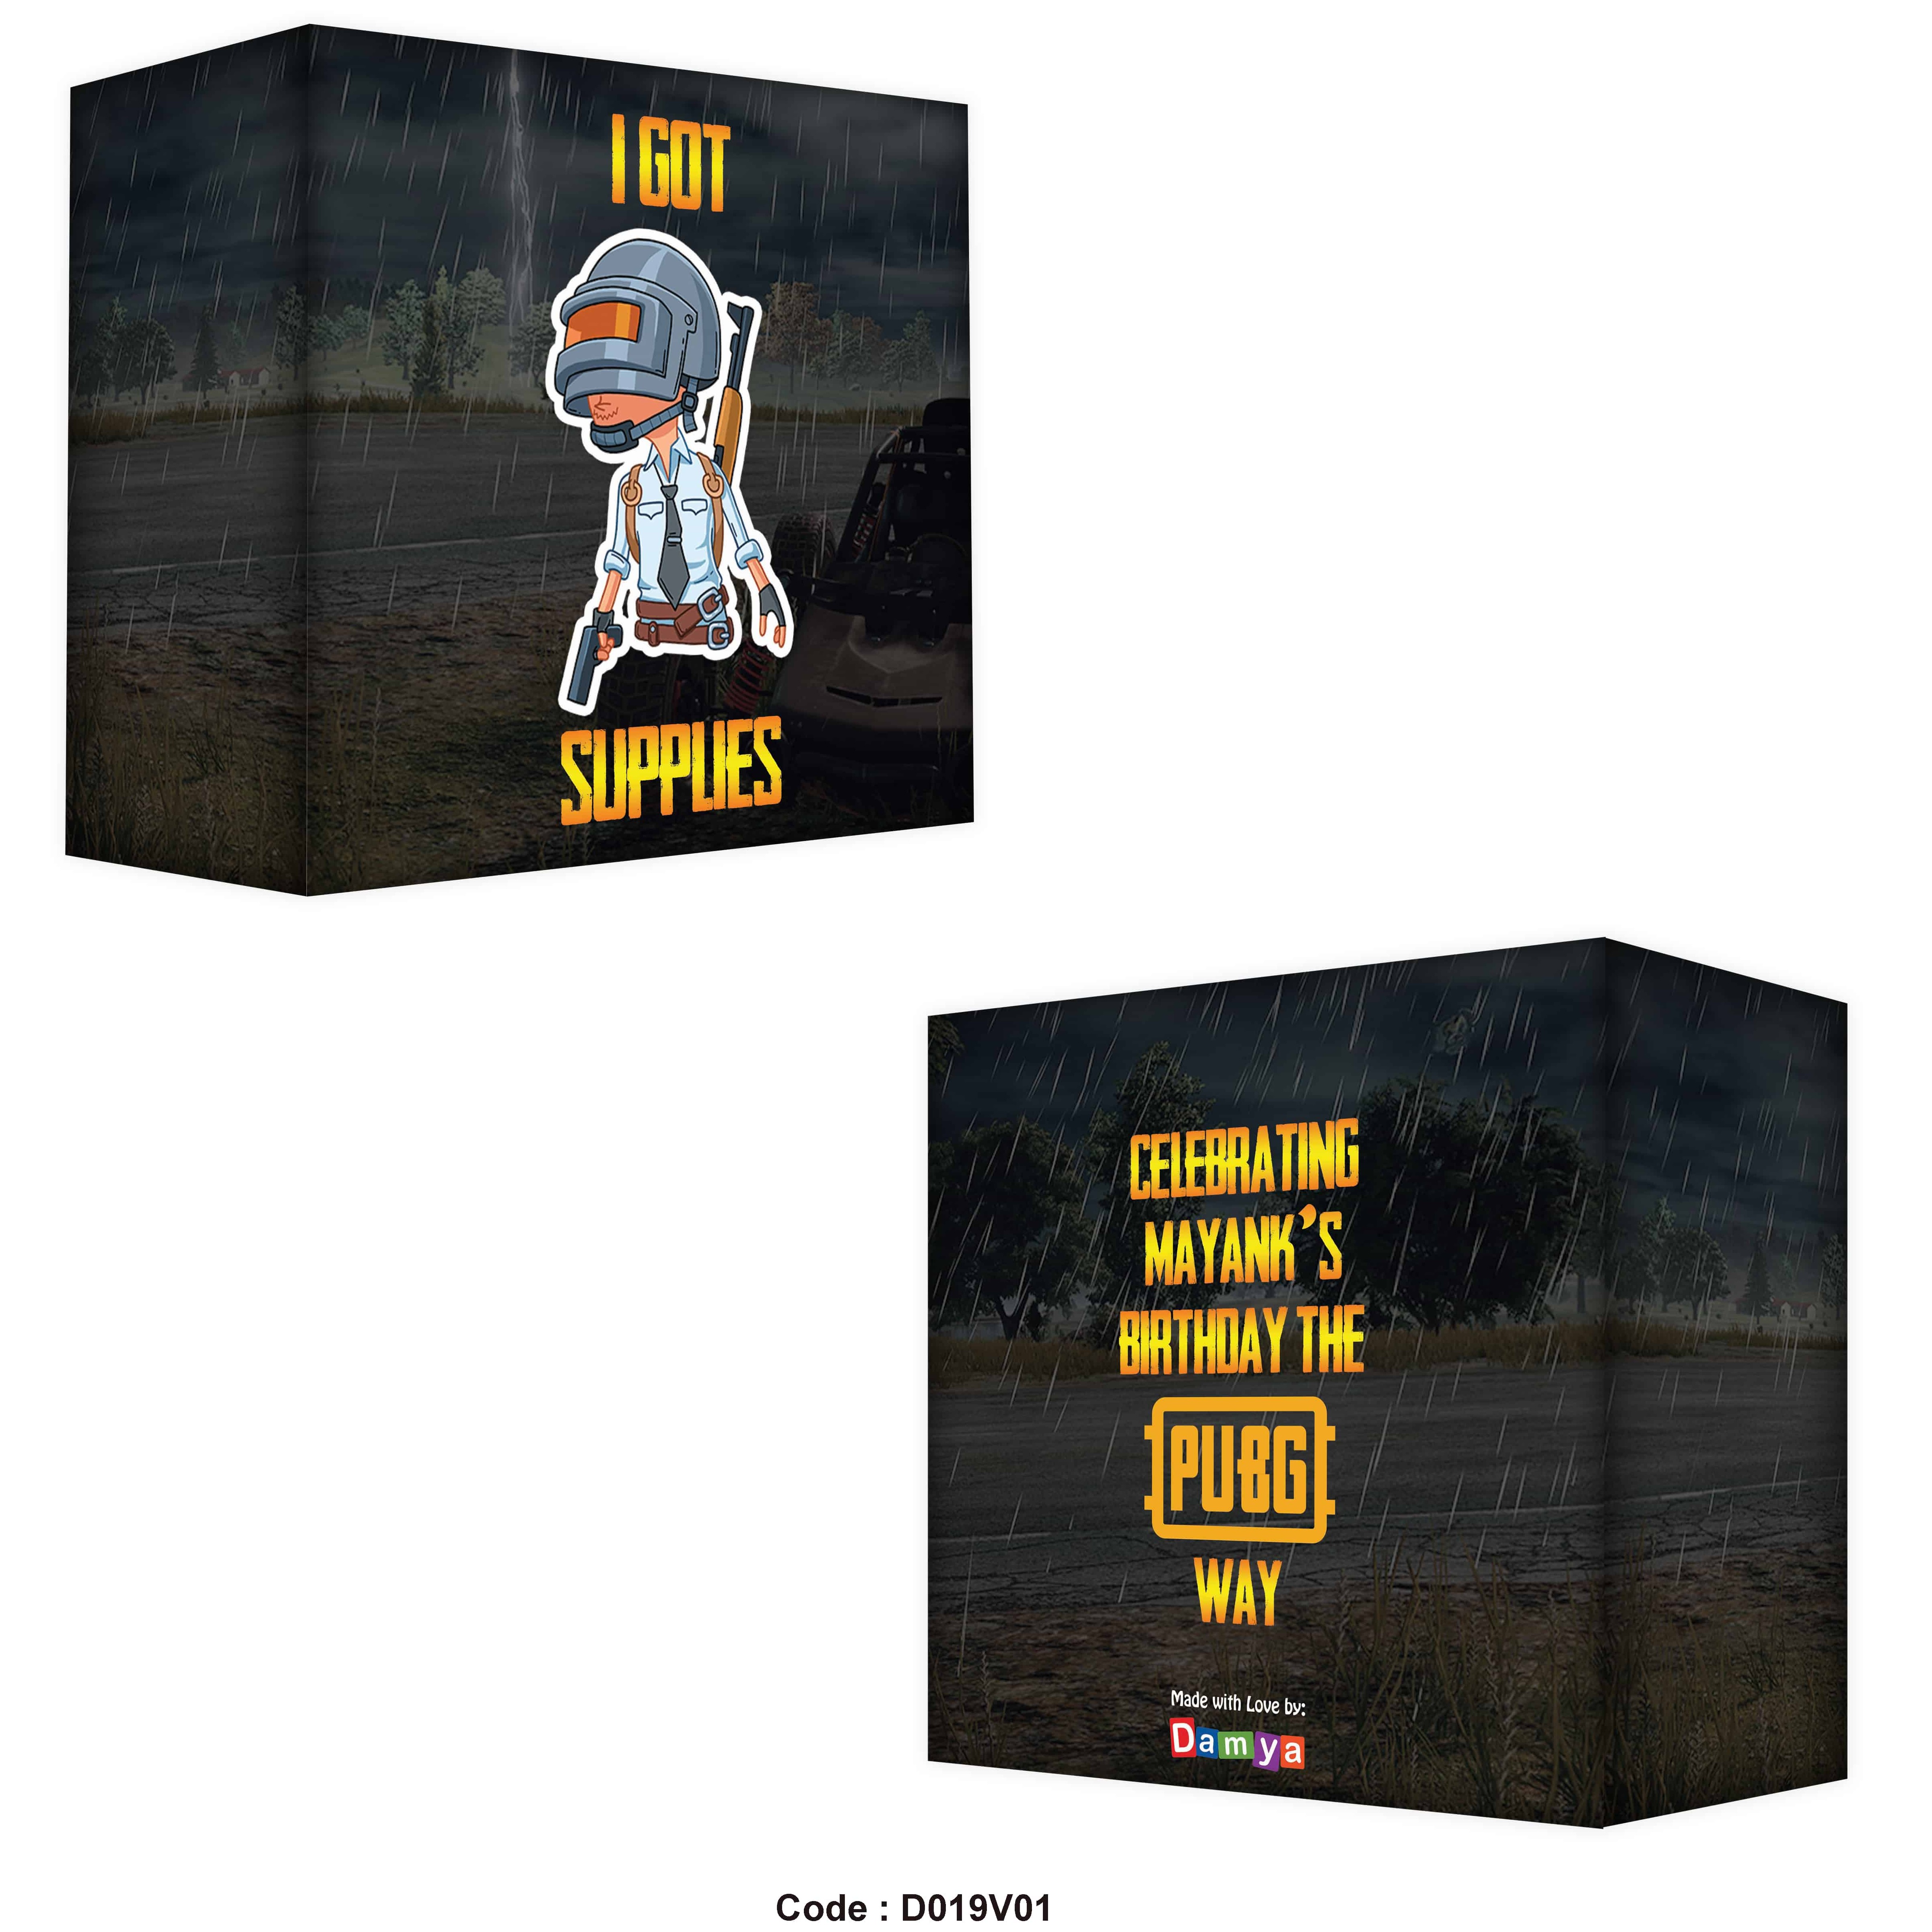 I GOT
SUPPLIES
CELEBRATING
MAYANK'S
BIRTHDAY THE
PUBG
WAY
Made with Love by:
Damya
Code : D019V01